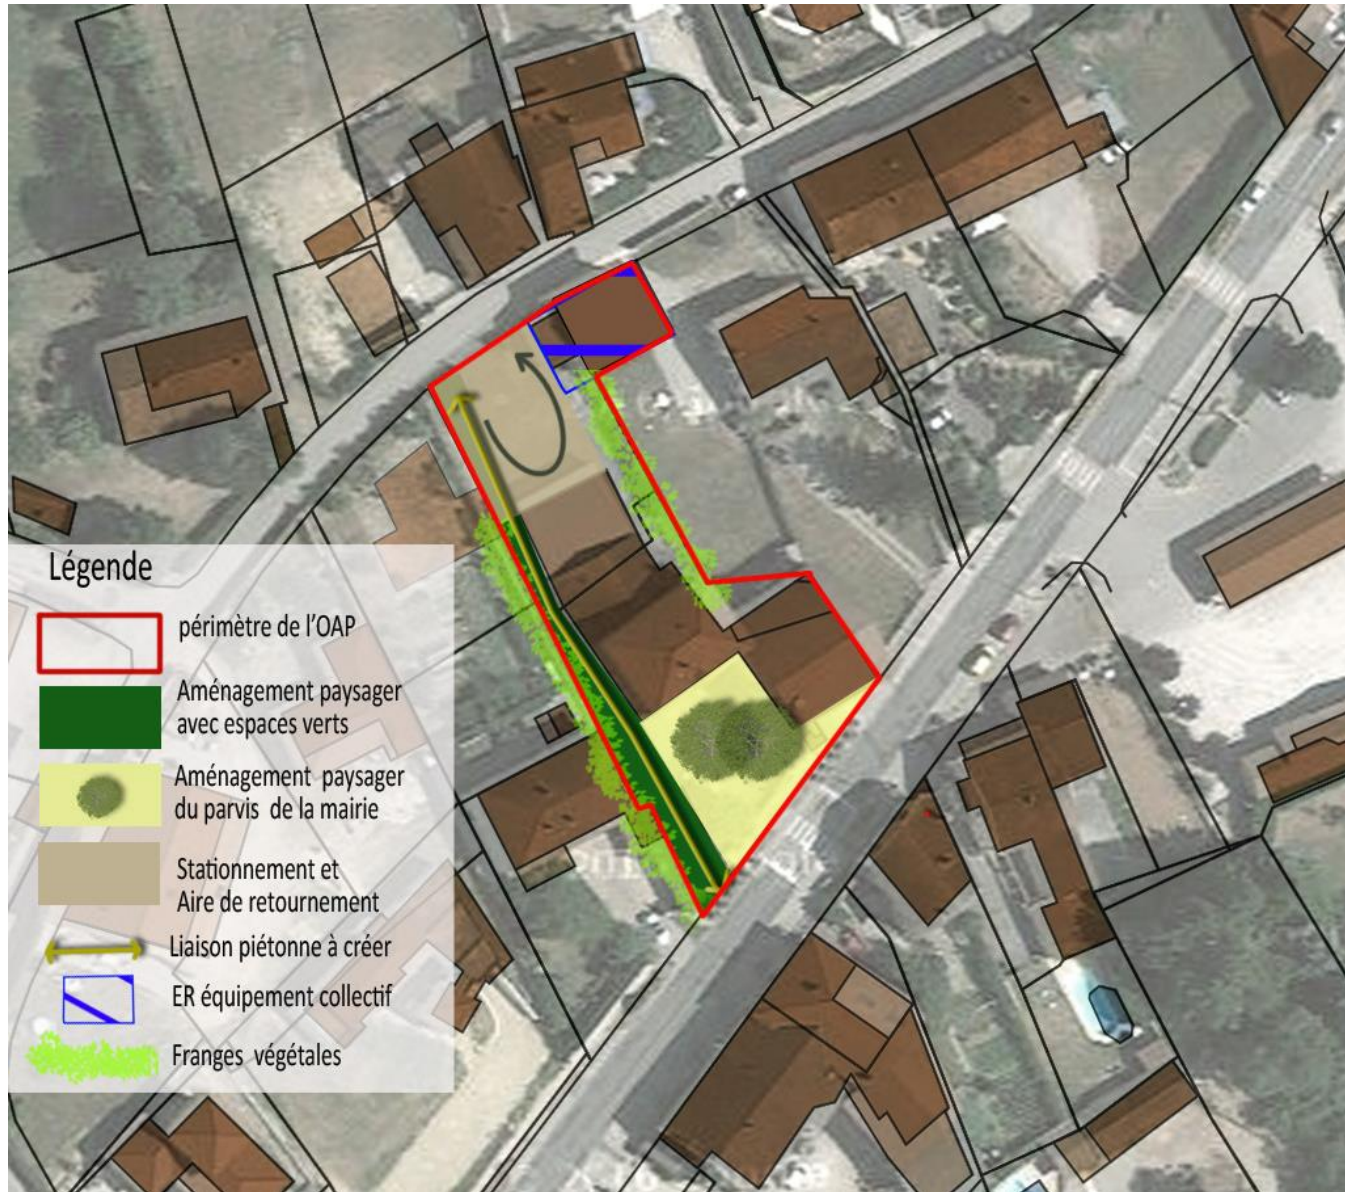 Légende
périmètre de l'OAP
Aménagement paysager
avec espaces verts
Aménagement paysager
du parvis de la mairie
Stationnement et
Aire de retournement
Liaison piétonne à créer
ER équipement collectif
Franges végétales